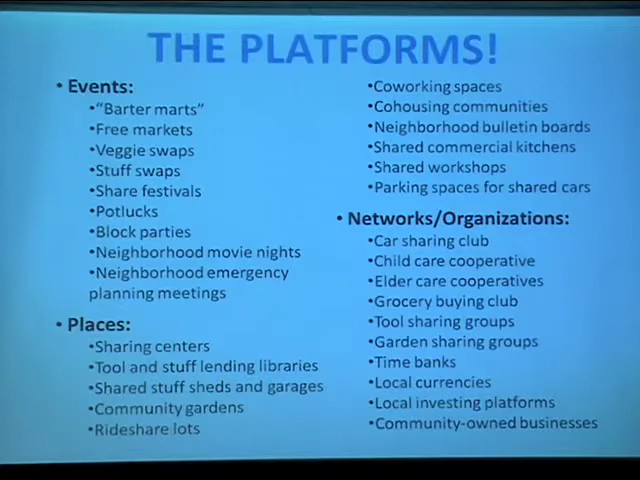 THE PLATFORMS!
• Events:
•"Barter marts"
•Free markets
•Veggie swaps
•Stuff swaps
•Share festivals
•Potlucks
•Block parties
•Neighborhood movie nights
•Neighborhood emergency
planning meetings
• Places:
•Sharing centers
•Tool and stuff lending libraries
•Shared stuff sheds and garages
•Community gardens
•Rideshare lots
•Coworking spaces
•Cohousing communities
•Neighborhood bulletin boards
•Shared commercial kitchens
•Shared workshops
•Parking spaces for shared cars
• Networks/Organizations:
•Car sharing club
•Child care cooperative
•Elder care cooperatives
•Grocery buying club
•Tool sharing groups
•Garden sharing groups
•Time banks
•Local currencies
•Local investing platforms
•Community-owned businesses